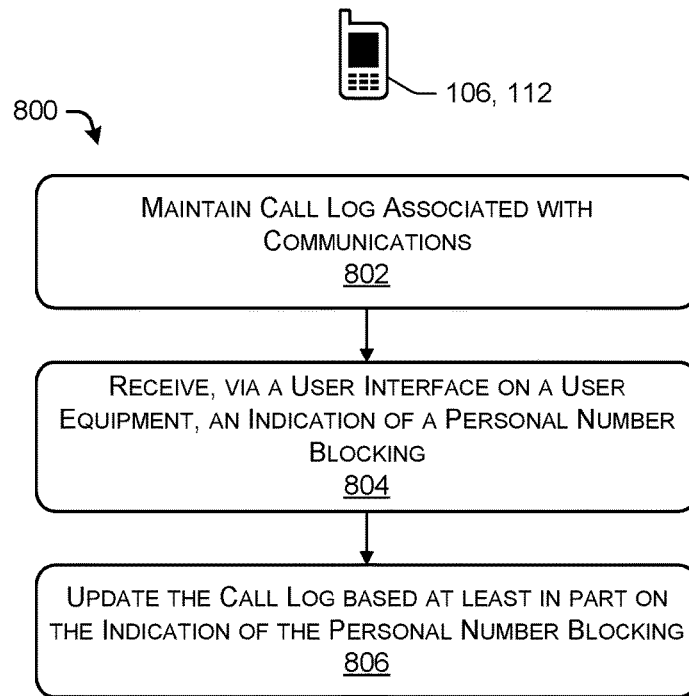 106, 112
800
MAINTAIN CALL LOG ASSOCIATED WITH
COMMUNICATIONS
802
RECEIVE, VIA A USER INTERFACE ON A USER
EQUIPMENT, AN INDICATION OF A PERSONAL NUMBER
BLOCKING
804
UPDATE THE CALL LOG BASED AT LEAST IN PART ON
THE INDICATION OF THE PERSONAL NUMBER BLOCKING
806